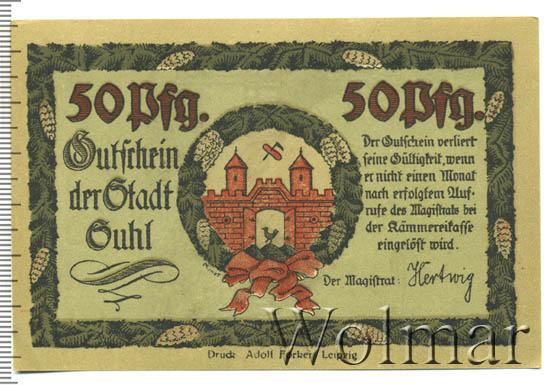 50 Pfg.
50 Pfg.
Gutschein
der Stadt
Suhl
Der Gutschein verliert
seine Gültigkeit, wenn
er nicht einen Monat
nach erfolgtem Auf-
rufe des Magistrats bei
der Kämmereikasse
eingelöst wird.
Der Magistrat: Hertwig
Druck Adolf Forker, Leipzig
Wolmar